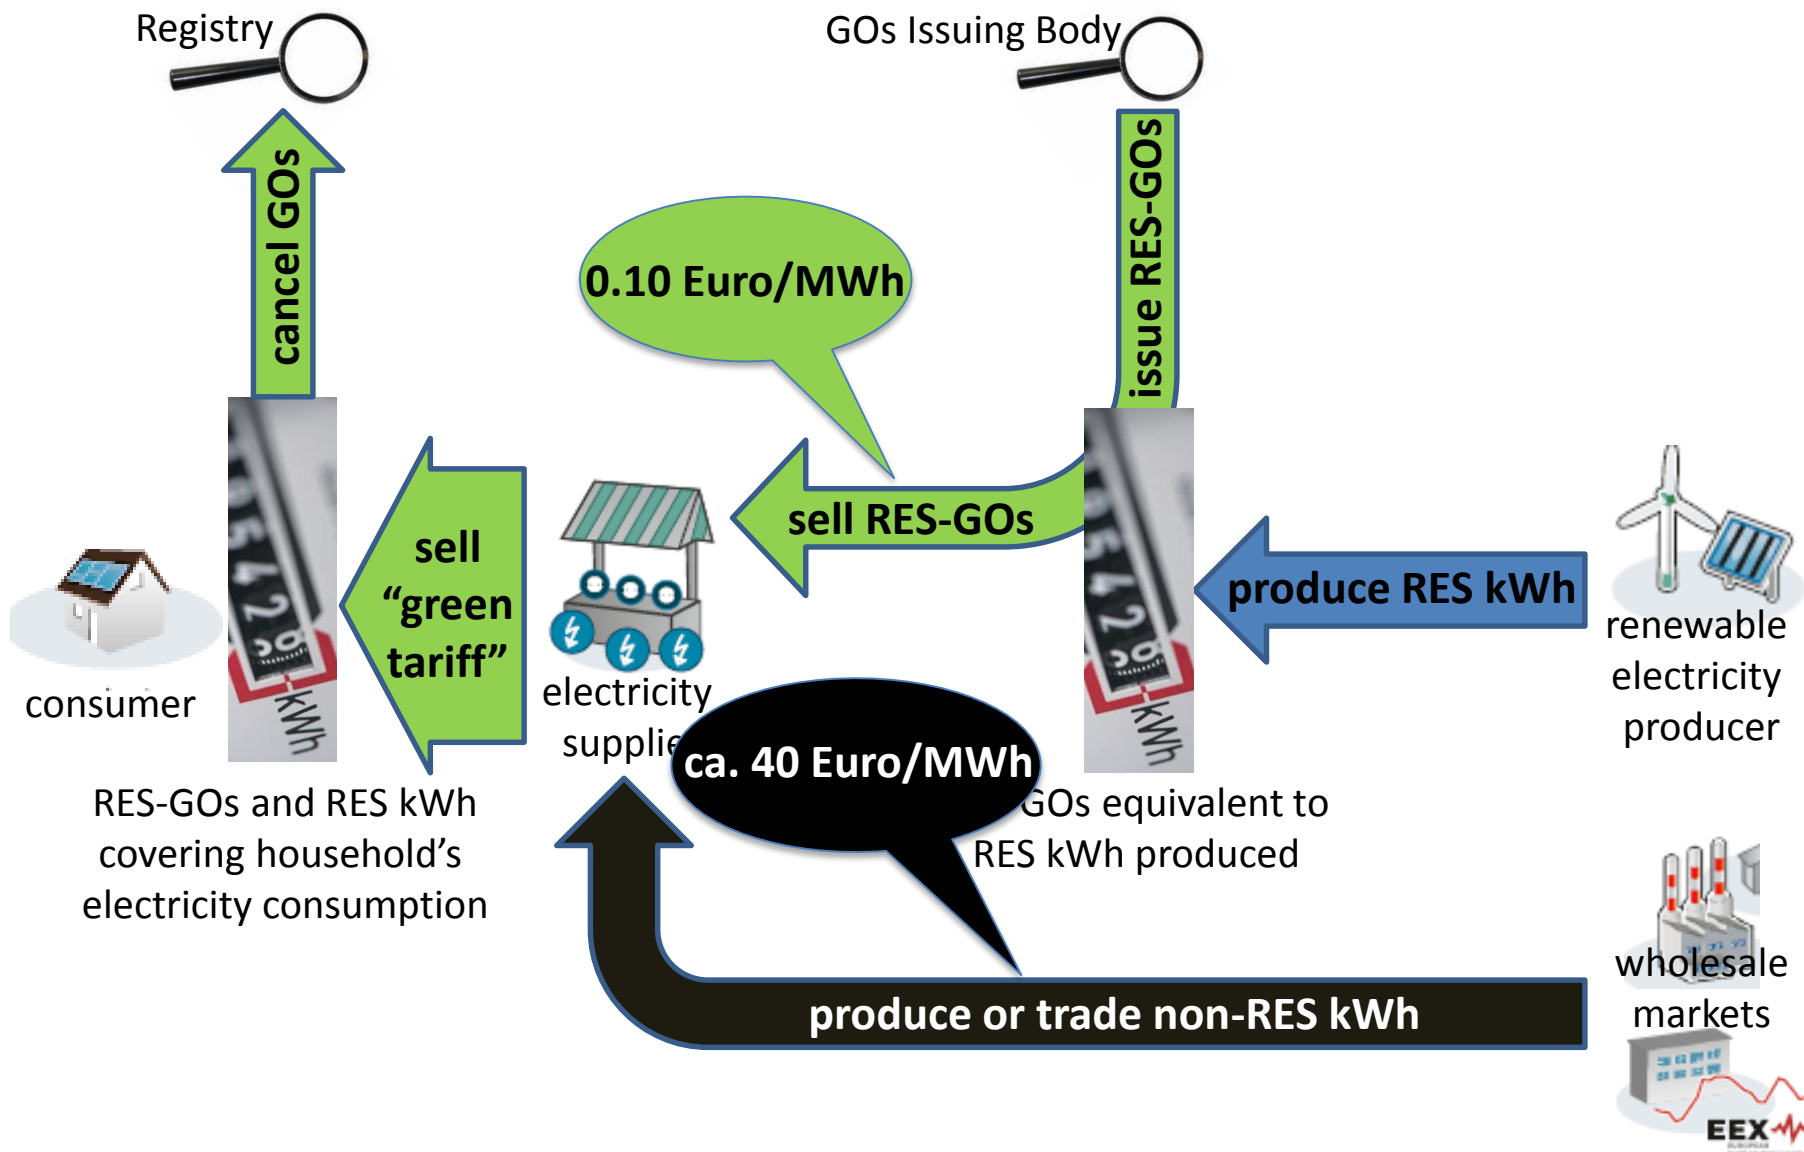 Registry
GOs Issuing Body
cancel GOs
issue RES-GOs
0.10 Euro/MWh
sell RES-GOs
sell
“green
tariff”
produce RES kWh
consumer
electricity
supplie
renewable
electricity
producer
kWh
kWh
ca. 40 Euro/MWh
RES-GOs and RES kWh
covering household’s
electricity consumption
GOs equivalent to
RES kWh produced
produce or trade non-RES kWh
wholesale
markets
EEX